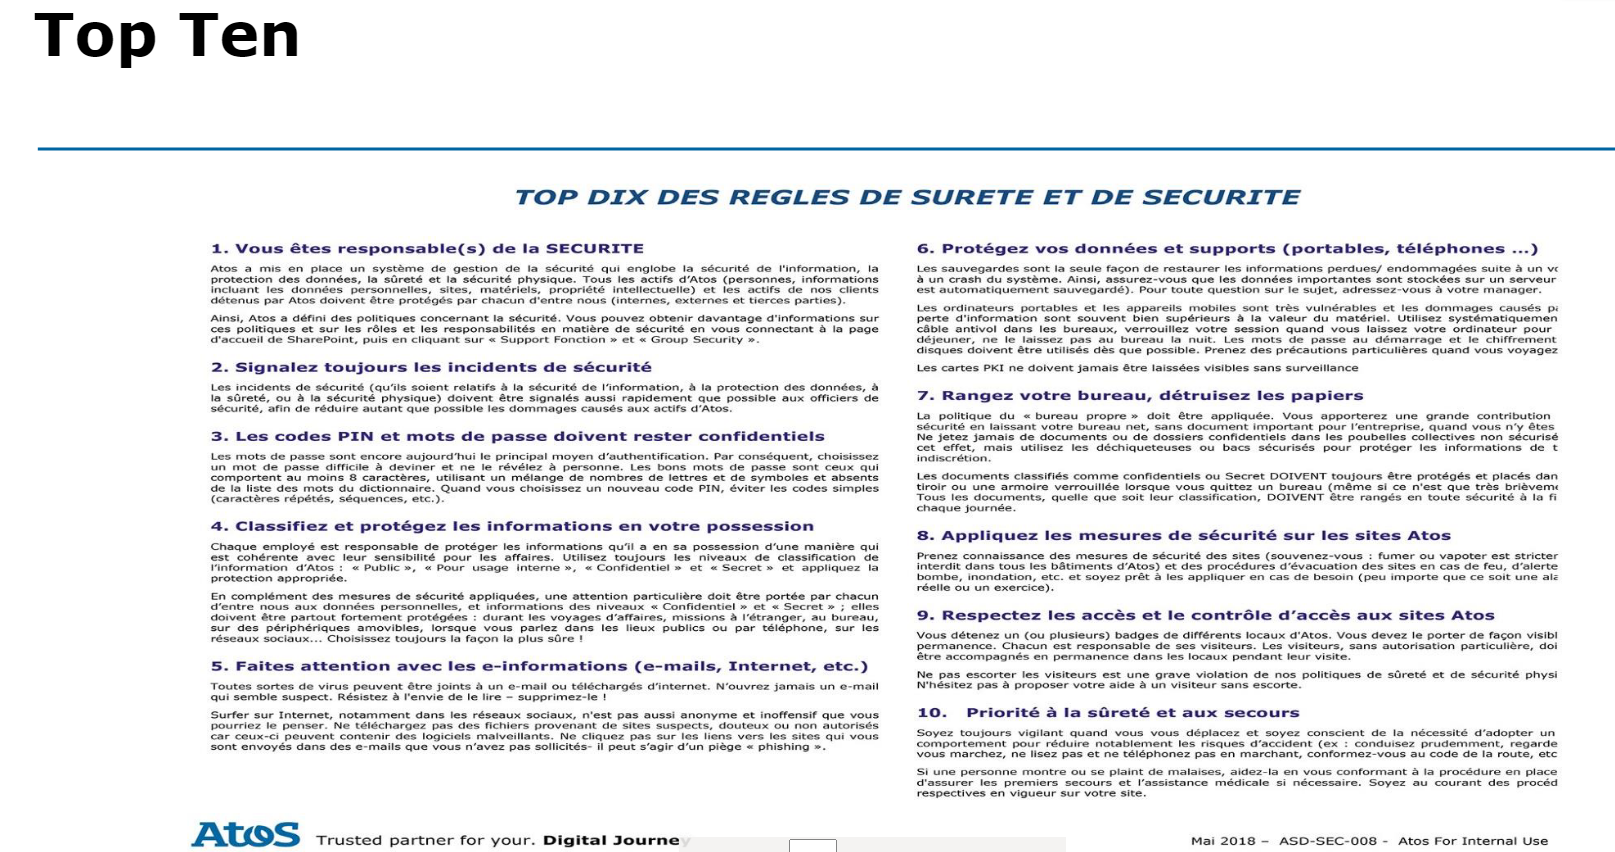 Top Ten
TOP DIX DES REGLES DE SURETE ET DE SECURITE
1. Vous êtes responsable(s) de la SECURITE
Atos a mis en place un système de gestion de la sécurité qui englobe la sécurité de l'information, la
protection des données, la sûreté et la sécurité physique. Tous les actifs d’Atos (personnes, informations
incluant les données personnelles, sites, matériels, propriété intellectuelle) et les actifs de nos clients
détenus par Atos doivent être protégés par chacun d'entre nous (internes, externes et tierces parties).
Ainsi, Atos a défini des politiques concernant la sécurité. Vous pouvez obtenir davantage d'informations sur
ces politiques et sur les rôles et les responsabilités en matière de sécurité en vous connectant à la page
d'accueil de SharePoint, puis en cliquant sur « Support Fonction » et « Group Security ».
2. Signalez toujours les incidents de sécurité
Les incidents de sécurité (qu’ils soient relatifs à la sécurité de l’information, à la protection des données, à
la sûreté, ou à la sécurité physique) doivent être signalés aussi rapidement que possible aux officiers de
sécurité, afin de réduire autant que possible les dommages causés aux actifs d’Atos.
3. Les codes PIN et mots de passe doivent rester confidentiels
Les mots de passe sont encore aujourd’hui le principal moyen d’authentification. Par conséquent, choisissez
un mot de passe difficile à deviner et ne le révélez à personne. Les bons mots de passe sont ceux qui
comportent au moins 8 caractères, utilisant un mélange de nombres de lettres et de symboles et absents
de la liste des mots du dictionnaire. Quand vous choisissez un nouveau code PIN, éviter les codes simples
(caractères répétés, séquences, etc.).
4. Classifiez et protégez les informations en votre possession
Chaque employé est responsable de protéger les informations qu’il a en sa possession d’une manière qui
est cohérente avec leur sensibilité pour les affaires. Utilisez toujours les niveaux de classification de
l’information d’Atos : « Public », « Pour usage interne », « Confidentiel » et « Secret » et appliquez la
protection appropriée.
En complément des mesures de sécurité appliquées, une attention particulière doit être portée par chacun
d’entre nous aux données personnelles, et informations des niveaux « Confidentiel » et « Secret » ; elles
doivent être partout fortement protégées : durant les voyages d’affaires, missions à l’étranger, au bureau,
sur des périphériques amovibles, lorsque vous parlez dans les lieux publics ou par téléphone, sur les
réseaux sociaux... Choisissez toujours la façon la plus sûre !
5. Faites attention avec les e-informations (e-mails, Internet, etc.)
Toutes sortes de virus peuvent être joints à un e-mail ou téléchargés d’internet. N’ouvrez jamais un e-mail
qui semble suspect. Résistez à l'envie de le lire – supprimez-le !
Surfer sur Internet, notamment dans les réseaux sociaux, n'est pas aussi anonyme et inoffensif que vous
pourriez le penser. Ne téléchargez pas des fichiers provenant de sites suspects, douteux ou non autorisés
car ceux-ci peuvent contenir des logiciels malveillants. Ne cliquez pas sur les liens vers les sites qui vous
sont envoyés dans des e-mails que vous n’avez pas sollicités- il peut s’agir d’un piège « phishing ».
6. Protégez vos données et supports (portables, téléphones ...)
Les sauvegardes sont la seule façon de restaurer les informations perdues/ endommagées suite à un
à un crash du système. Ainsi, assurez-vous que les données importantes sont stockées sur un serveur
est automatiquement sauvegardé). Pour toute question sur le sujet, adressez-vous à votre manager.
Les ordinateurs portables et les appareils mobiles sont très vulnérables et les dommages causés
perte d'information sont souvent bien supérieurs à la valeur du matériel. Utilisez systématiquemen
câble antivol dans les bureaux, verrouillez votre session quand vous laissez votre ordinateur pour
déjeuner, ne le laissez pas au bureau la nuit. Les mots de passe au démarrage et le chiffrement
disques doivent être utilisés dès que possible. Prenez des précautions particulières quand vous voyagez
Les cartes PKI ne doivent jamais être laissées visibles sans surveillance
7. Rangez votre bureau, détruisez les papiers
La politique du « bureau propre » doit être appliquée. Vous apporterez une grande contribution
sécurité en laissant votre bureau net, sans document important pour l’entreprise, quand vous n’y êtes
Ne jetez jamais de documents ou de dossiers confidentiels dans les poubelles collectives non sécurisé
cet effet, mais utilisez les déchiqueteuses ou bacs sécurisés pour protéger les informations de t
indiscrétion.
Les documents classifiés comme confidentiels ou Secret DOIVENT toujours être protégés et placés dan
tiroir ou une armoire verrouillée lorsque vous quittez un bureau (même si ce n'est que très brièveme
Tous les documents, quelle que soit leur classification, DOIVENT être rangés en toute sécurité à la fi
chaque journée.
8. Appliquez les mesures de sécurité sur les sites Atos
Prenez connaissance des mesures de sécurité des sites (souvenez-vous : fumer ou vapoter est stricter
interdit dans tous les bâtiments d’Atos) et des procédures d’évacuation des sites en cas de feu, d’alerte
bombe, inondation, etc. et soyez prêt à les appliquer en cas de besoin (peu importe que ce soit une
réelle ou un exercice).
9. Respectez les accès et le contrôle d’accès aux sites Atos
Vous détenez un (ou plusieurs) badges de différents locaux d'Atos. Vous devez le porter de façon visibl
permanence. Chacun est responsable de ses visiteurs. Les visiteurs, sans autorisation particulière, doi
être accompagnés en permanence dans les locaux pendant leur visite.
Ne pas escorter les visiteurs est une grave violation de nos politiques de sûreté et de sécurité physi
N'hésitez pas à proposer votre aide à un visiteur sans escorte.
10. Priorité à la sûreté et aux secours
Soyez toujours vigilant quand vous vous déplacez et soyez conscient de la nécessité d’adopter un
comportement pour réduire notablement les risques d’accident (ex : conduisez prudemment, regarde
vous marchez, ne lisez pas et ne téléphonez pas en marchant, conformez-vous au code de la route, etc
Si une personne montre ou se plaint de malaises, aidez-la en vous conformant à la procédure en place
d'assurer les premiers secours et l’assistance médicale si nécessaire. Soyez au courant des procéd
respectives en vigueur sur votre site.
Atos Trusted partner for your. Digital Journey
Mai 2018 – ASD-SEC-008 - Atos For Internal Use